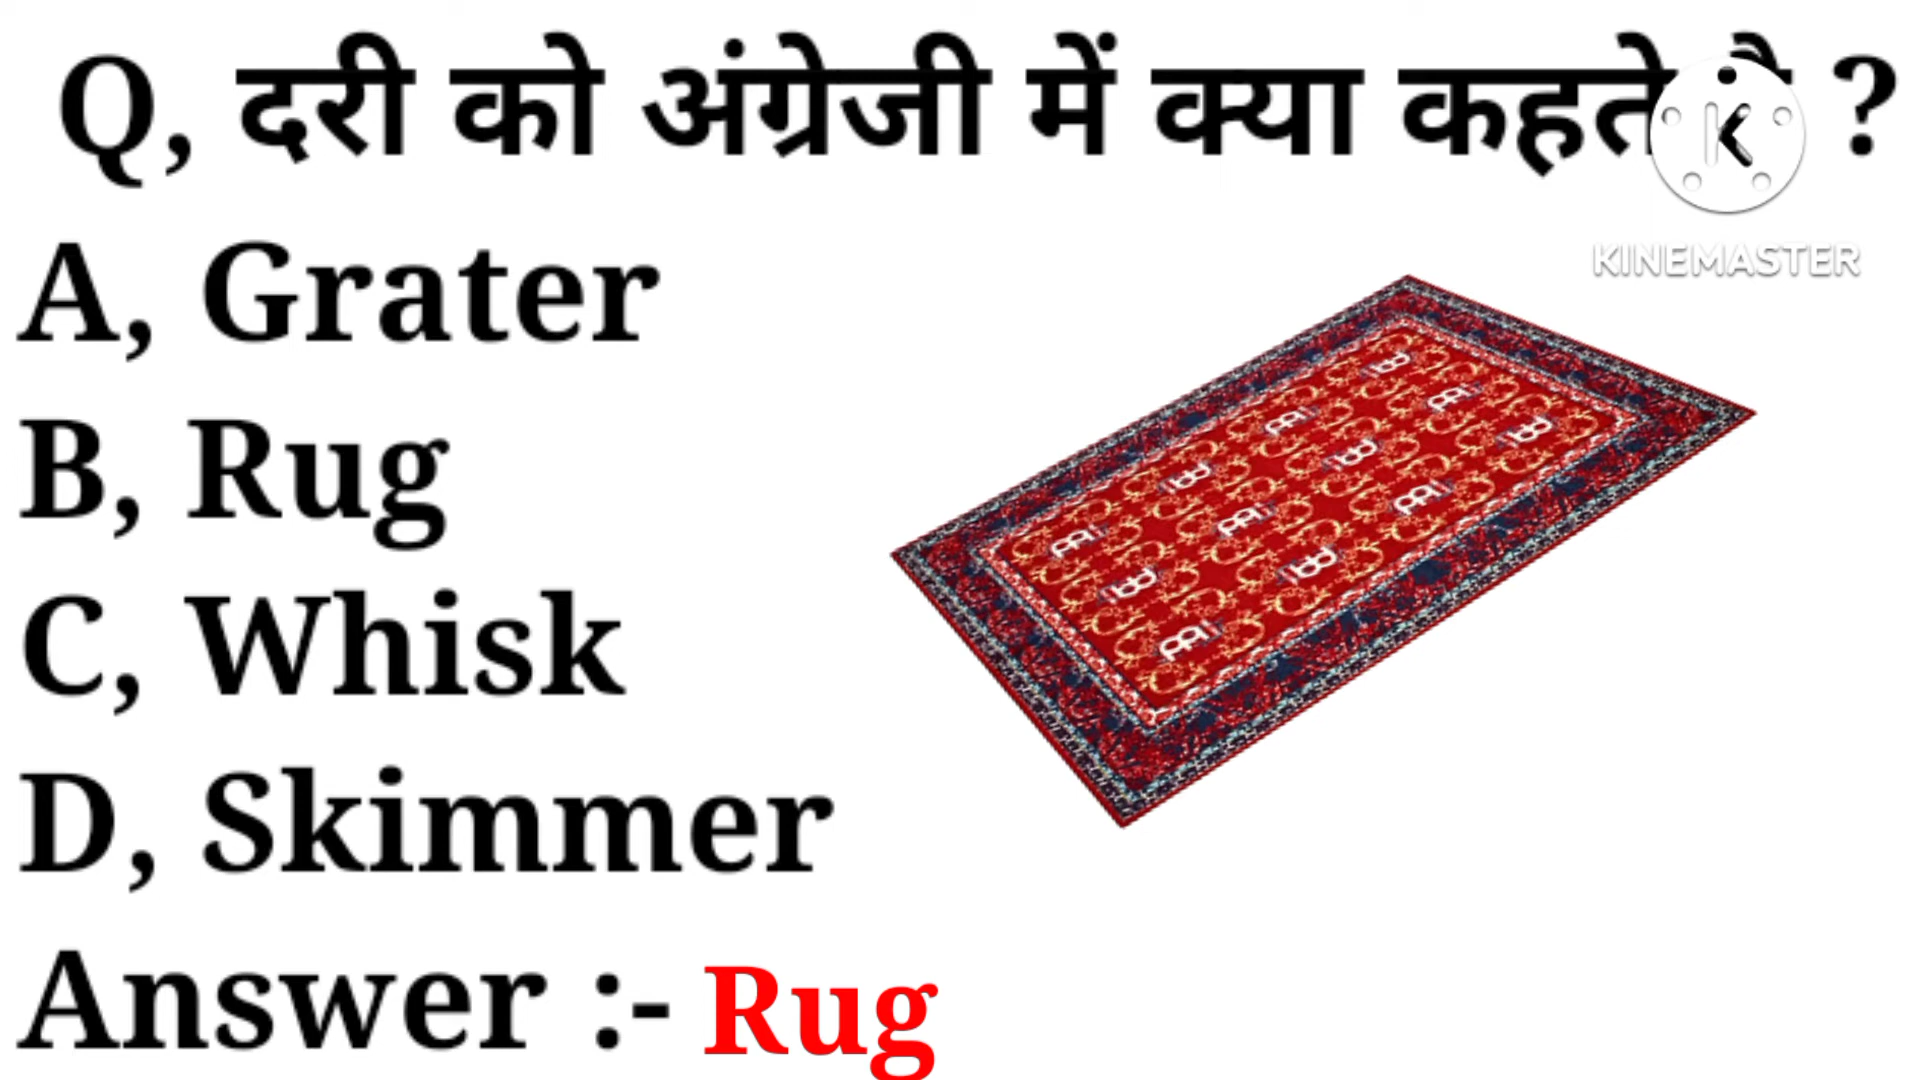 Q, दरी को अंग्रेजी में क्या कहते है ?
K
KINEMASTER
A, Grater
B, Rug
C, Whisk
D, Skimmer
Answer :- Rug